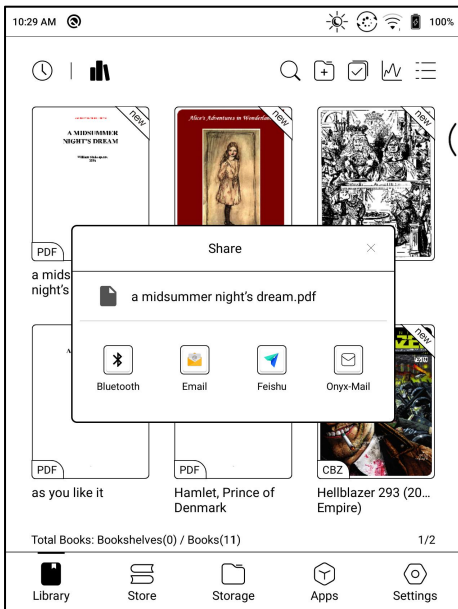 10:29 AM
100%
new
A MIDSUMMER
NIGHT'S DREAM
PDF
a mids
night's
new
Alice's Adventures in Wonderland
new
Share
a midsummer night's dream.pdf
Bluetooth
Email
Feishu
Onyx-Mail
A
PDF
as you like it
PDF
Hamlet, Prince of
Denmark
new
CBZ
Hellblazer 293 (20...
Empire)
Total Books: Bookshelves(0) / Books(11)
1/2
Library
Store
Storage
Apps
Settings